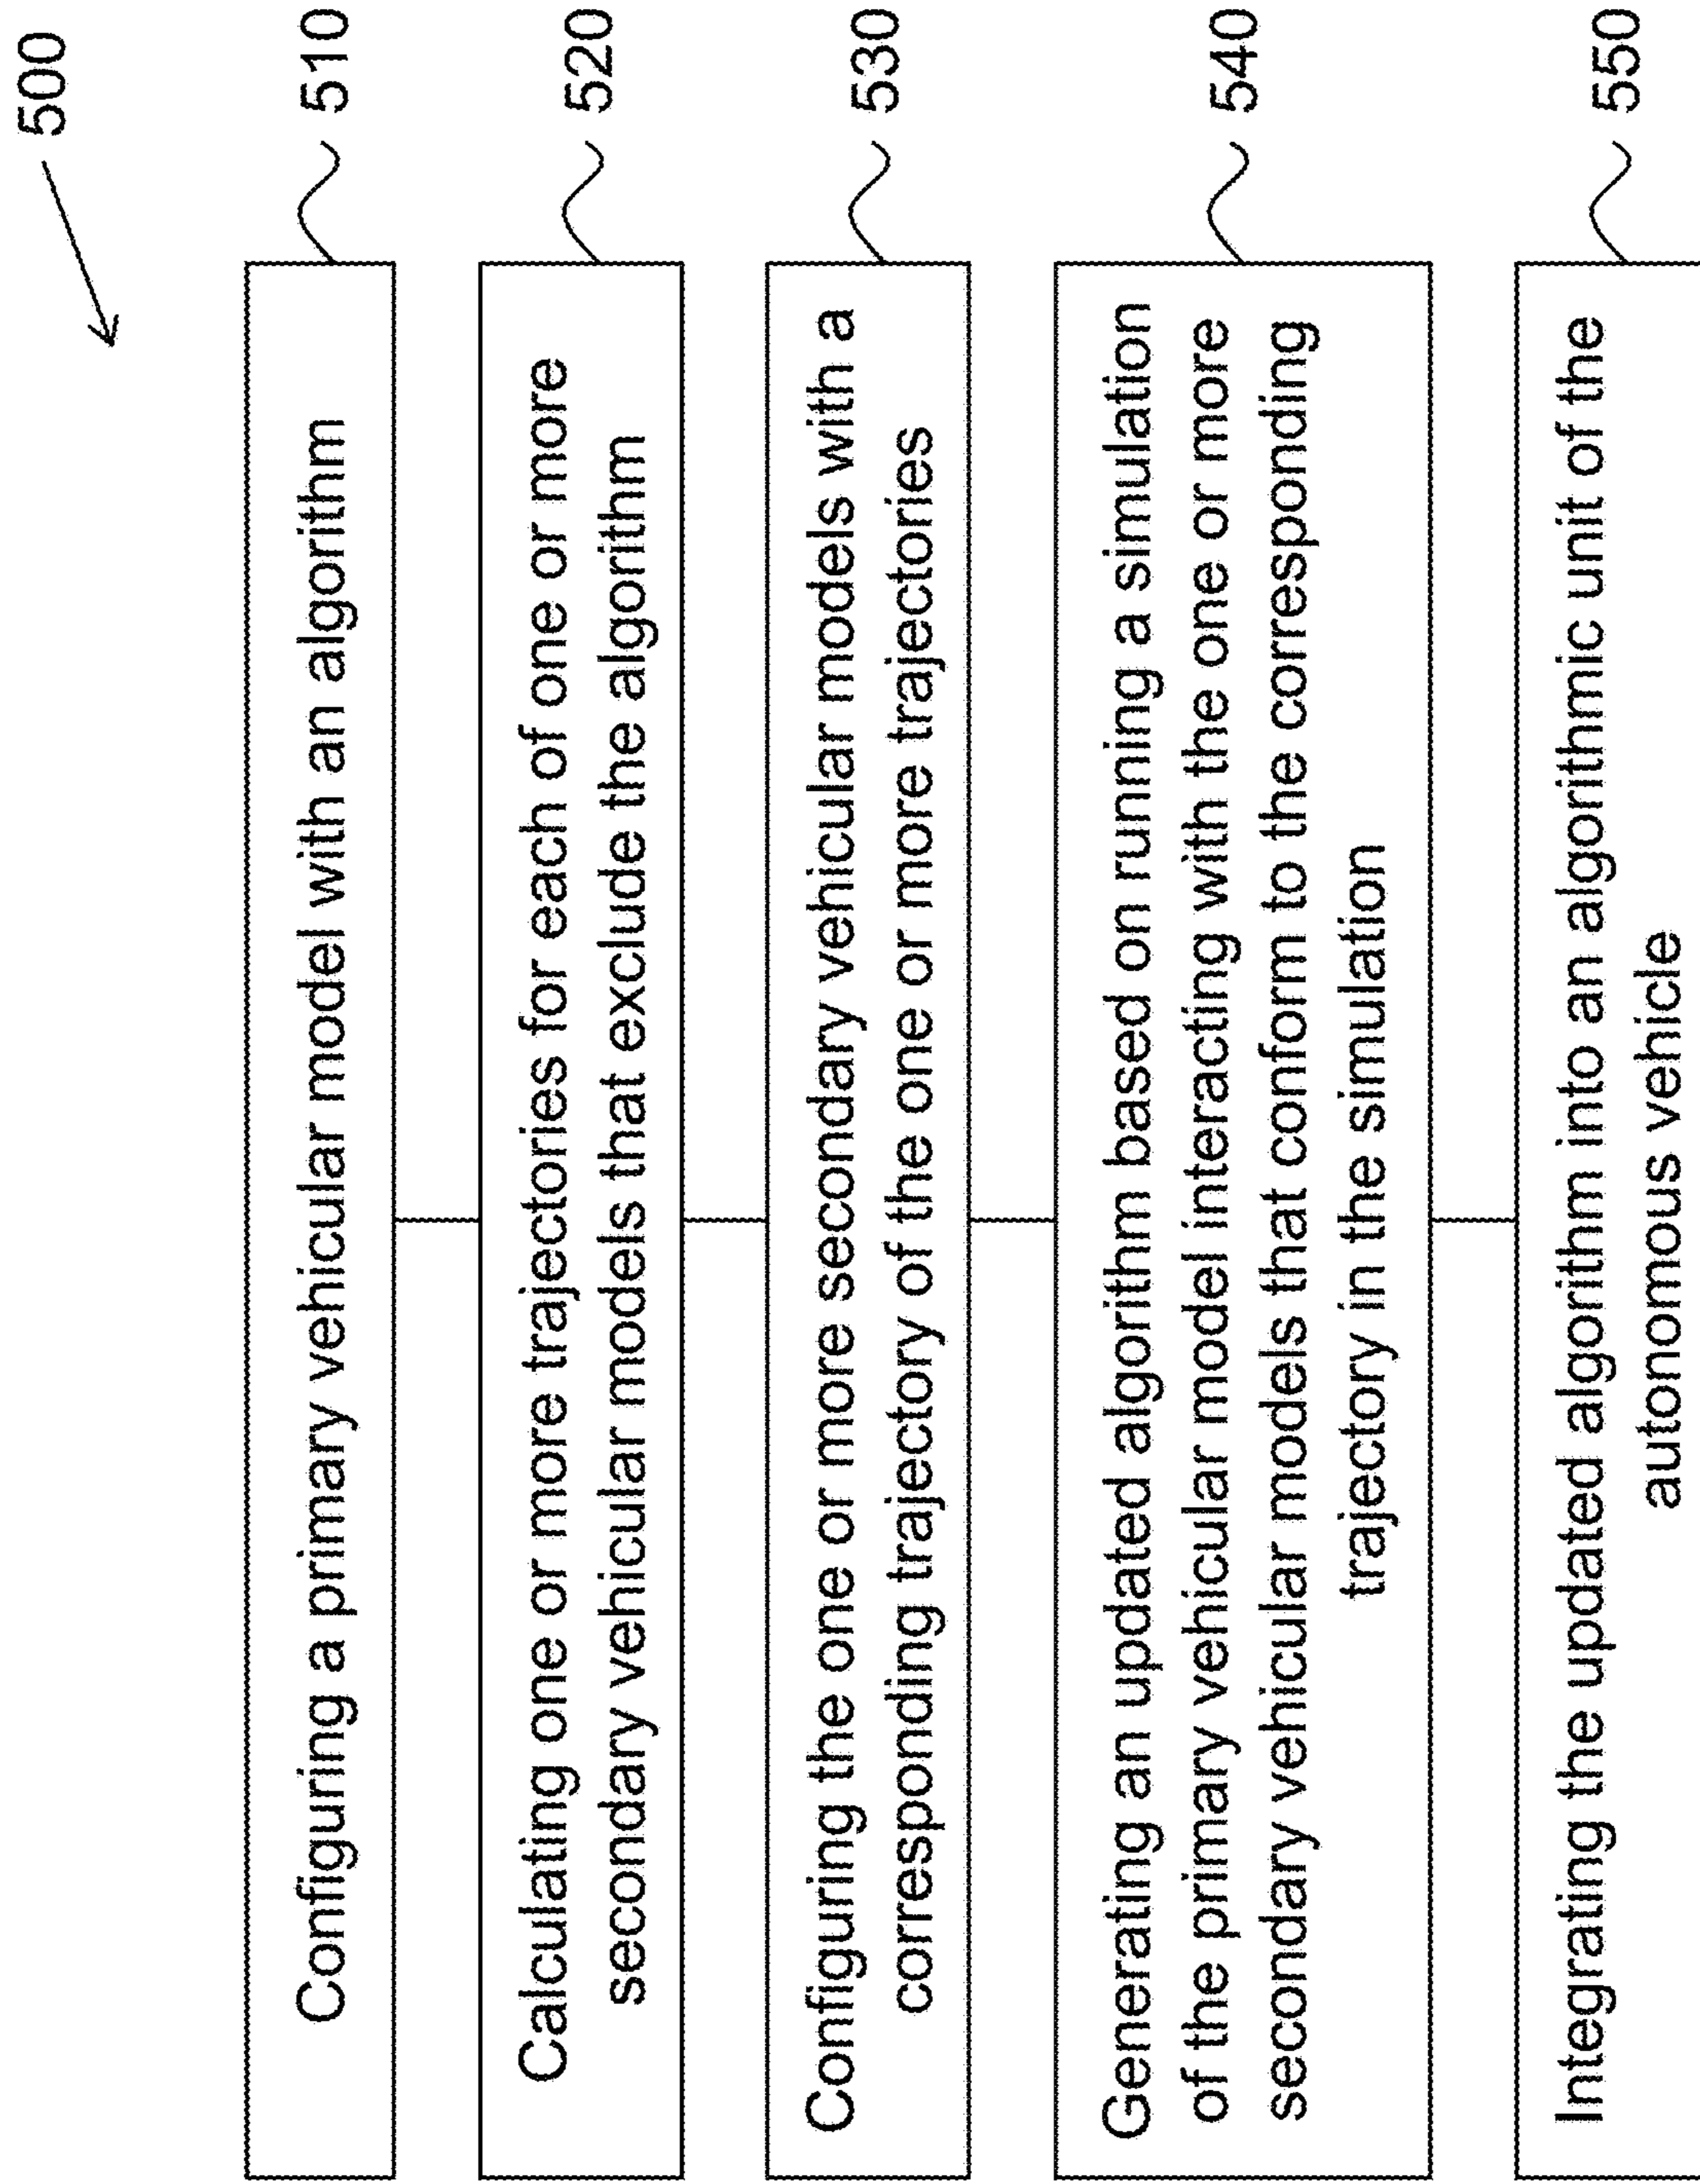 500
Configuring a primary vehicular model with an algorithm
510
Calculating one or more trajectories for each of one or more
secondary vehicular models that exclude the algorithm
520
Configuring the one or more secondary vehicular models with a
corresponding trajectory of the one or more trajectories
530
Generating an updated algorithm based on running a simulation
of the primary vehicular model interacting with the one or more
secondary vehicular models that conform to the corresponding
trajectory in the simulation
540
Integrating the updated algorithm into an algorithmic unit of the
autonomous vehicle
550